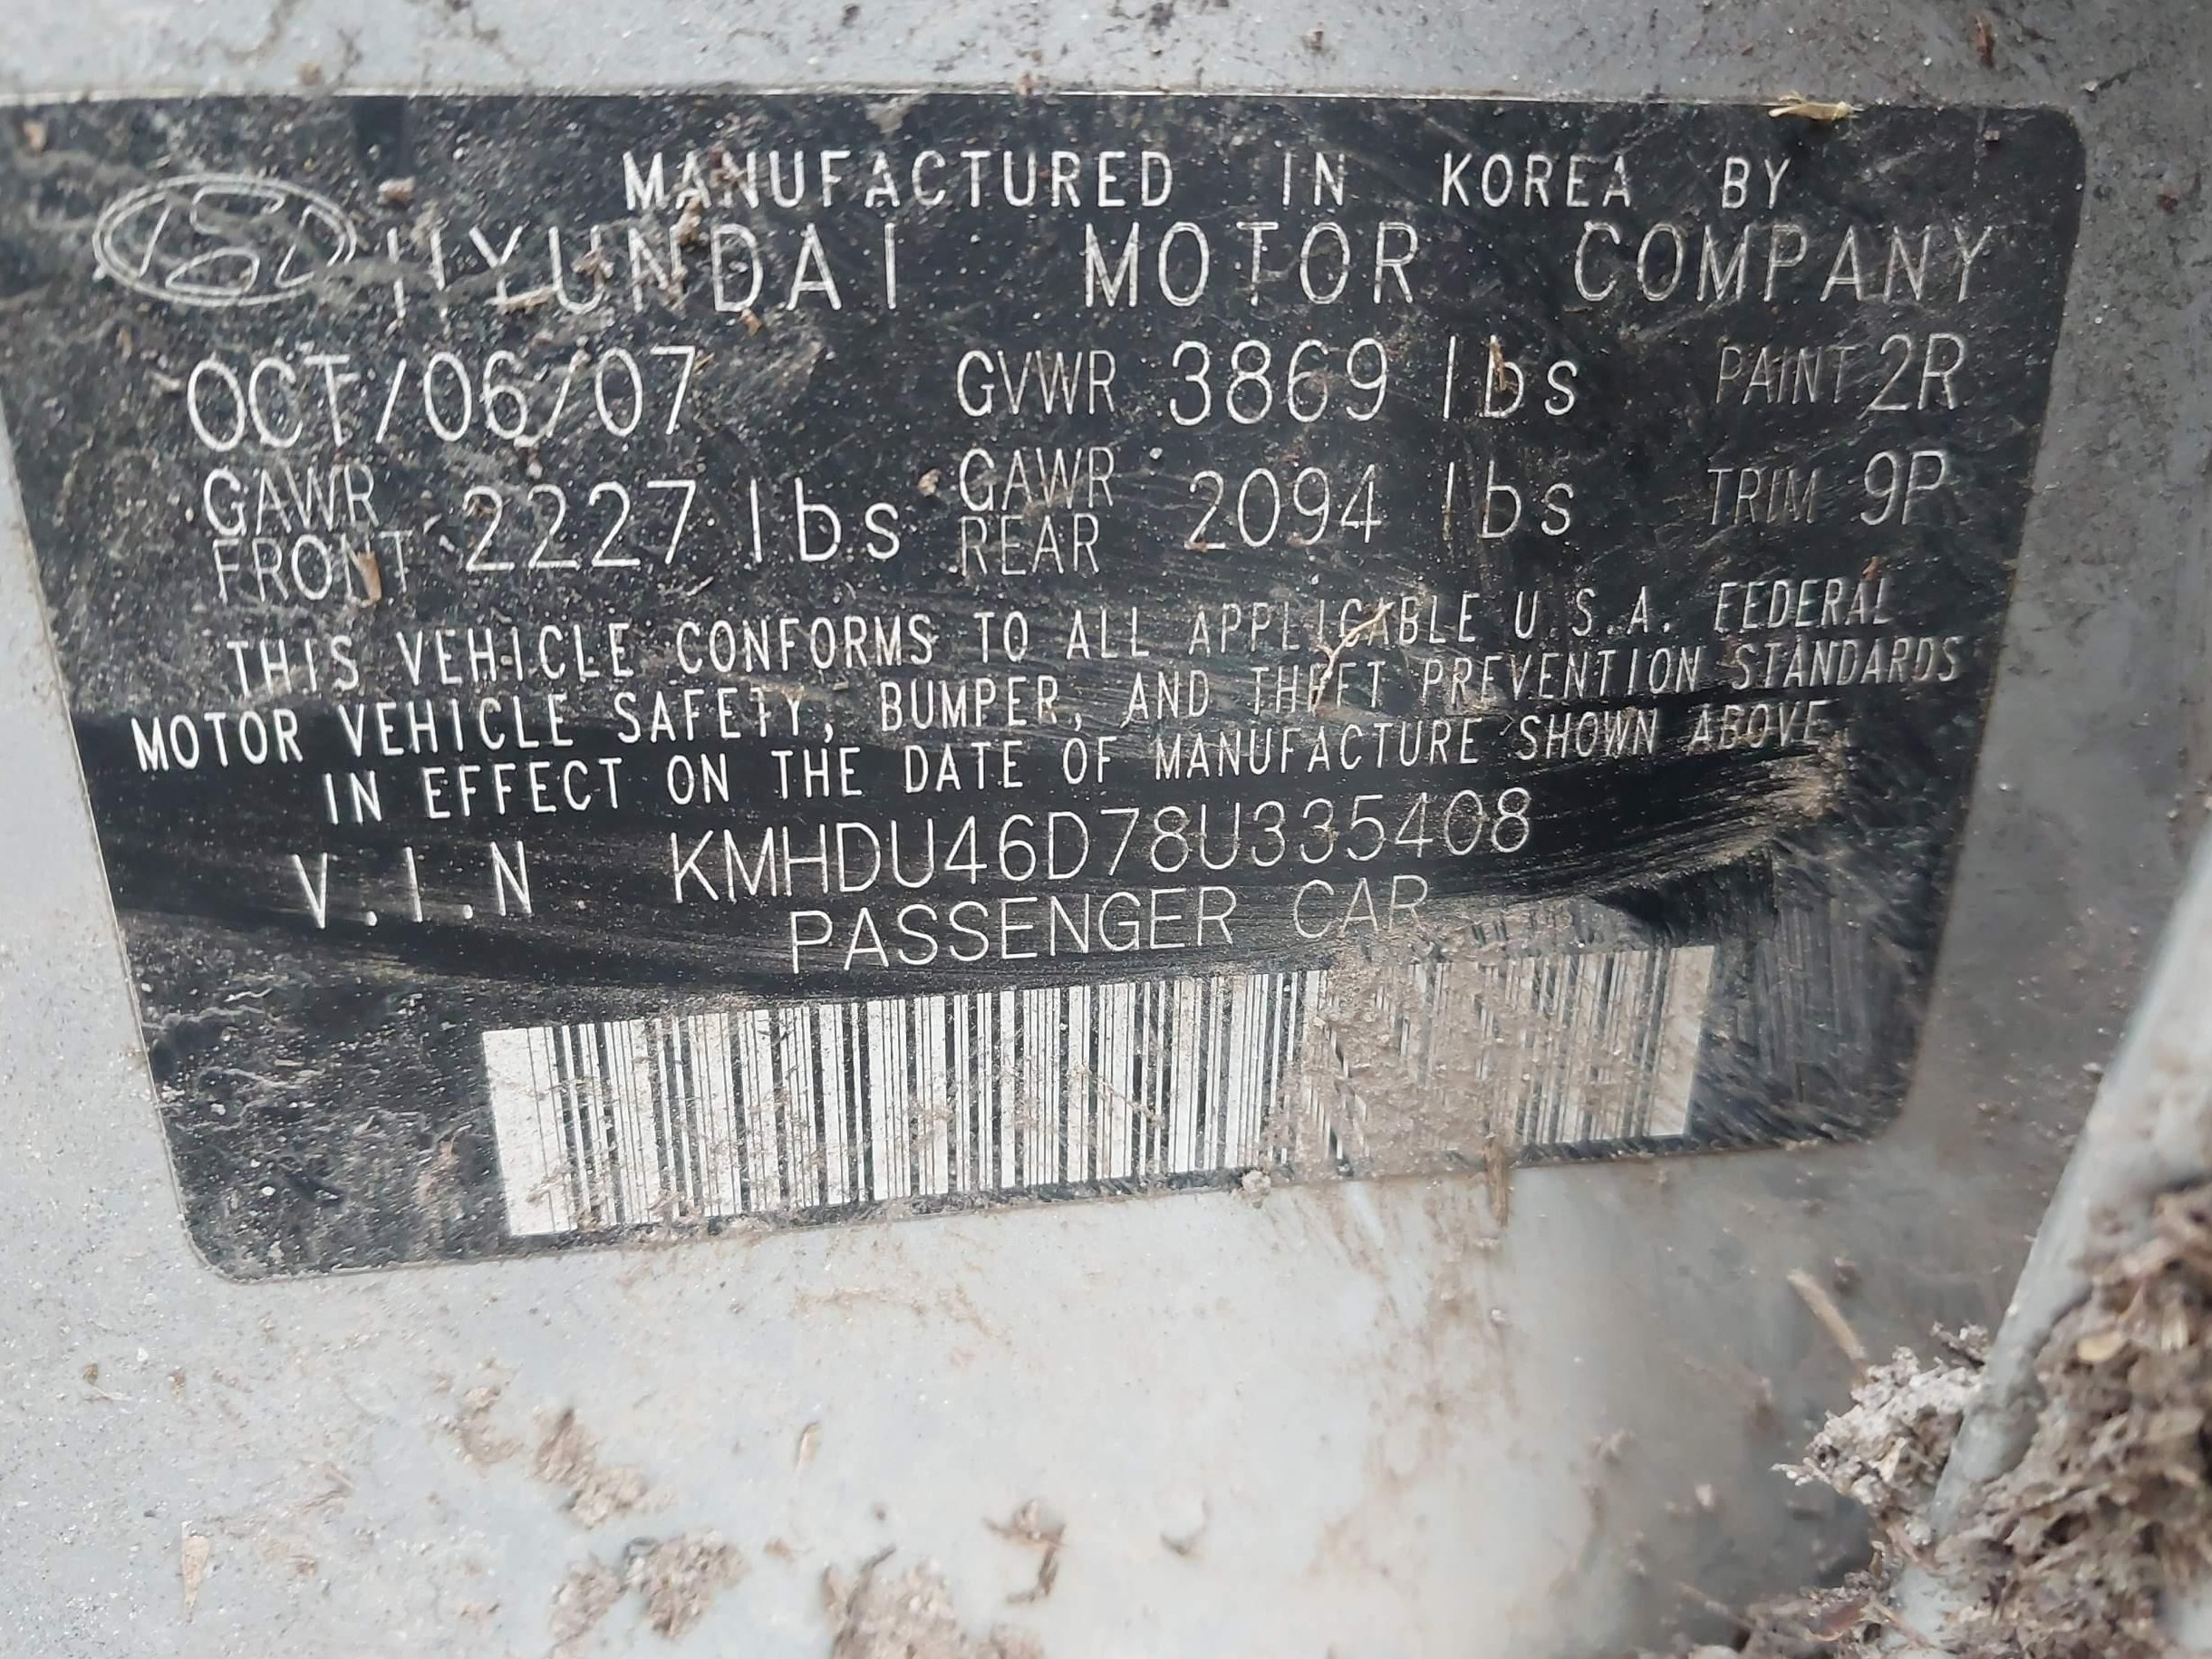 MANUFACTURED IN KOREA BY
HYUNDAI MOTOR COMPANY
OCT/06/07 GVWR 3869 lbs PAINT 2R
GAWR FRONT 2227 lbs GAWR REAR 2094 lbs TRIM 9P
THIS VEHICLE CONFORMS TO ALL APPLICABLE U.S.A. FEDERAL
MOTOR VEHICLE SAFETY, BUMPER, AND THEFT PREVENTION STANDARDS
IN EFFECT ON THE DATE OF MANUFACTURE SHOWN ABOVE.
V.I.N KMHDU46D78U335408
PASSENGER CAR